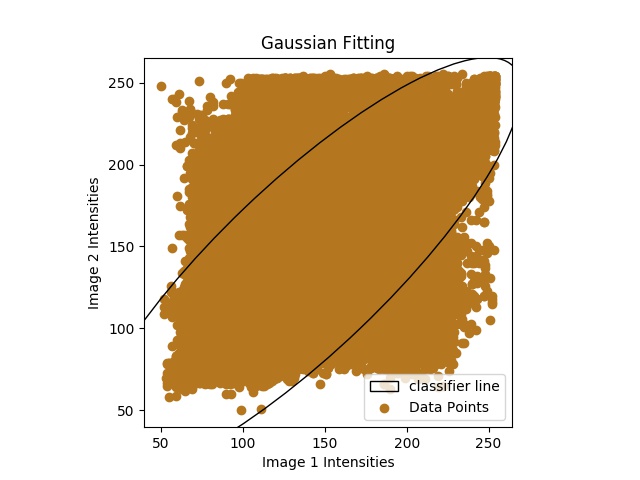 Gaussian Fitting
250
200
150
100
50
Image 2 Intensities
classifier line
Data Points
50
100
150
200
250
Image 1 Intensities